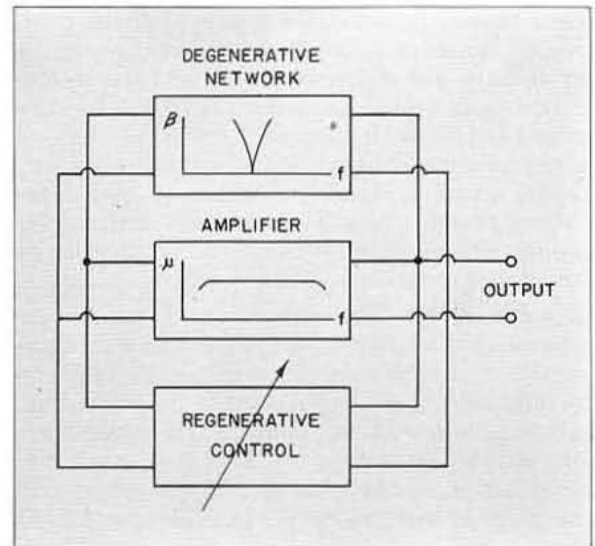 DEGENERATIVE
NETWORK
β
f
AMPLIFIER
μ
f
OUTPUT
REGENERATIVE
CONTROL